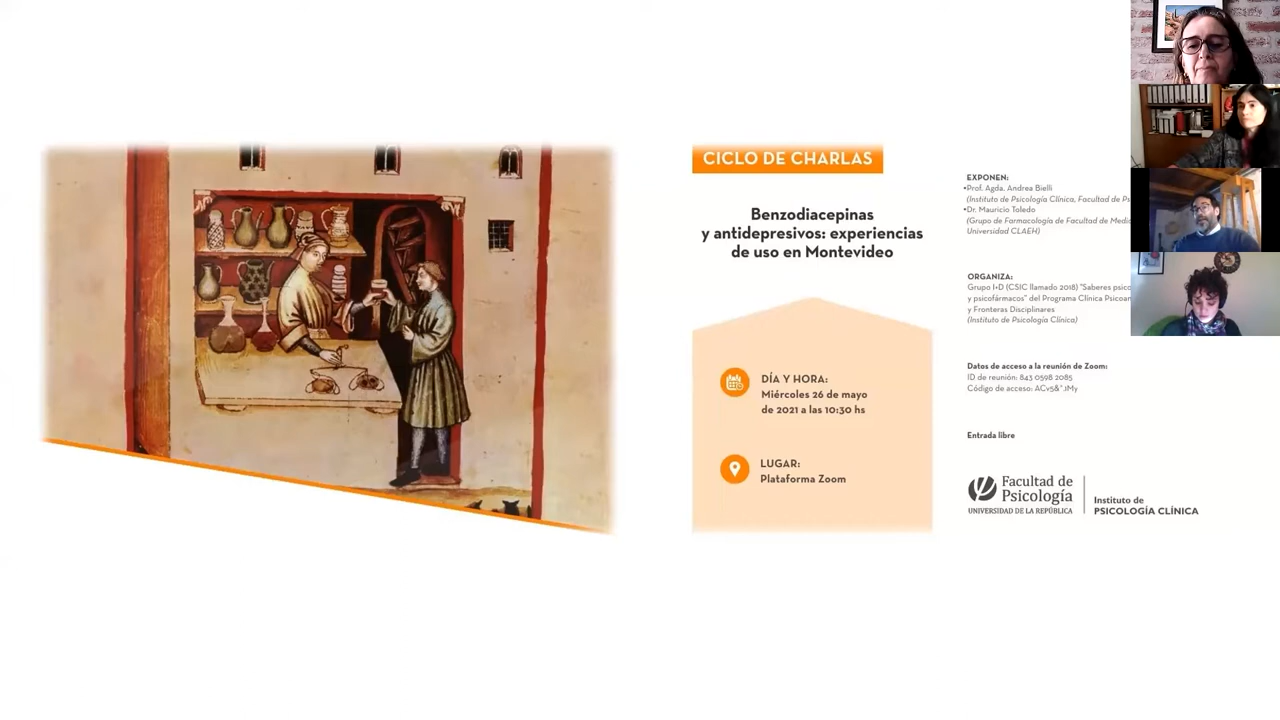 CICLO DE CHARLAS
Benzodiacepinas
y antidepresivos: experiencias
de uso en Montevideo
DÍA Y HORA:
Miércoles 26 de mayo
de 2021 a las 10:30 hs
LUGAR:
Plataforma Zoom
EXPONEN:
•Prof. Agda. Andrea Bielli
(Instituto de Psicología Clínica, Facultad de
•Dr. Mauricio Toledo
(Grupo de Farmacología de Facultad de
Universidad CLAEH)
ORGANIZA:
Grupo I+D (CSIC llamado 2018) "Saberes
y psicofármacos" del Programa Clínica
y Fronteras Disciplinares
(Instituto de Psicología Clínica)
Datos de acceso a la reunión de Zoom:
ID de reunión: 843 0598 2085
Código de acceso:
Entrada libre
Facultad de
Psicología
UNIVERSIDAD DE LA REPÚBLICA
Instituto de
PSICOLOGÍA CLÍNICA